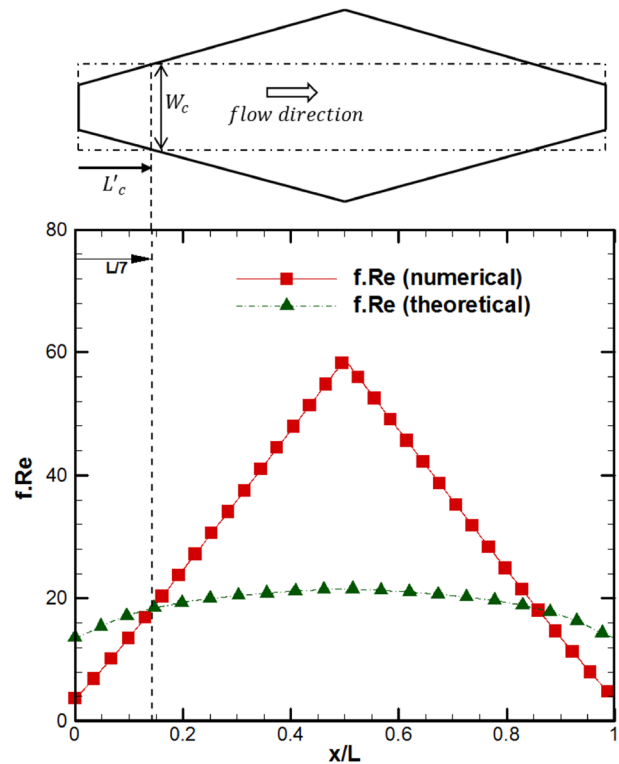 W_c
flow direction
L'_c
80
L/7
f.Re (numerical)
f.Re (theoretical)
60
f.Re
40
20
0
0 0.2 0.4 0.6 0.8 1
x/L